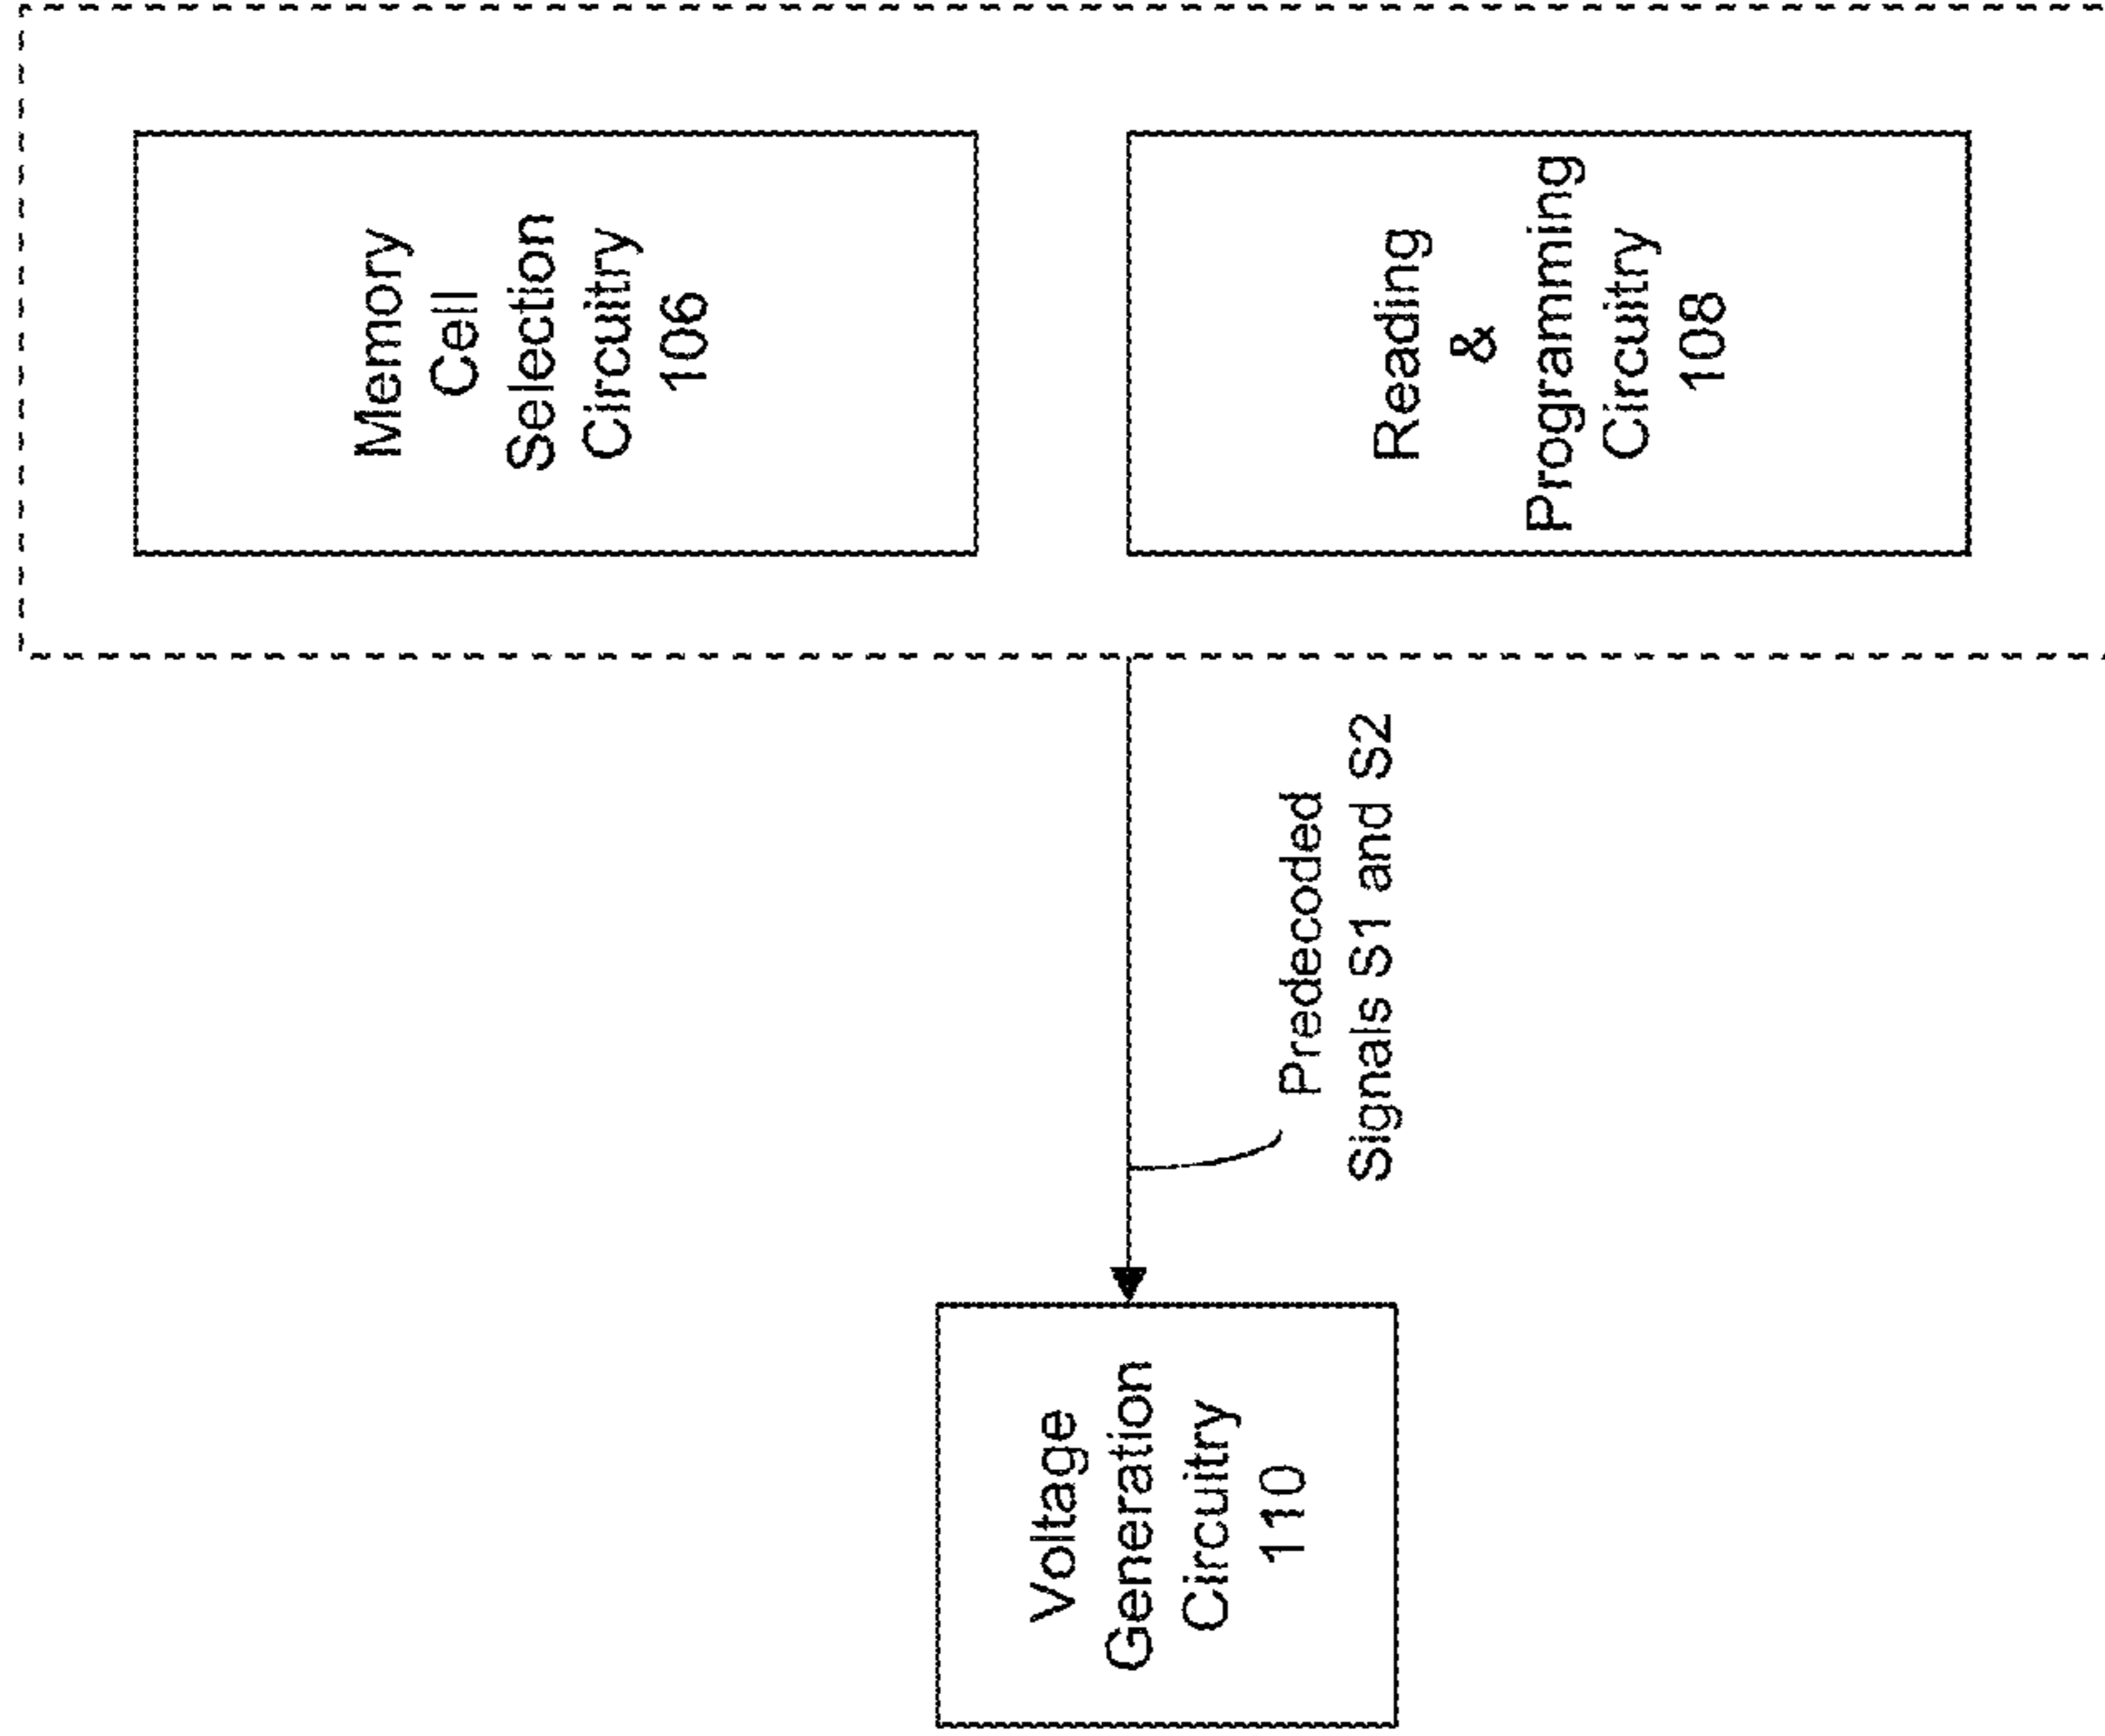 Memory
Cell
Selection
Circuitry
106
Reading
&
Programming
Circuitry
108
Predecoded
Signals S1 and S2
Voltage
Generation
Circuitry
110